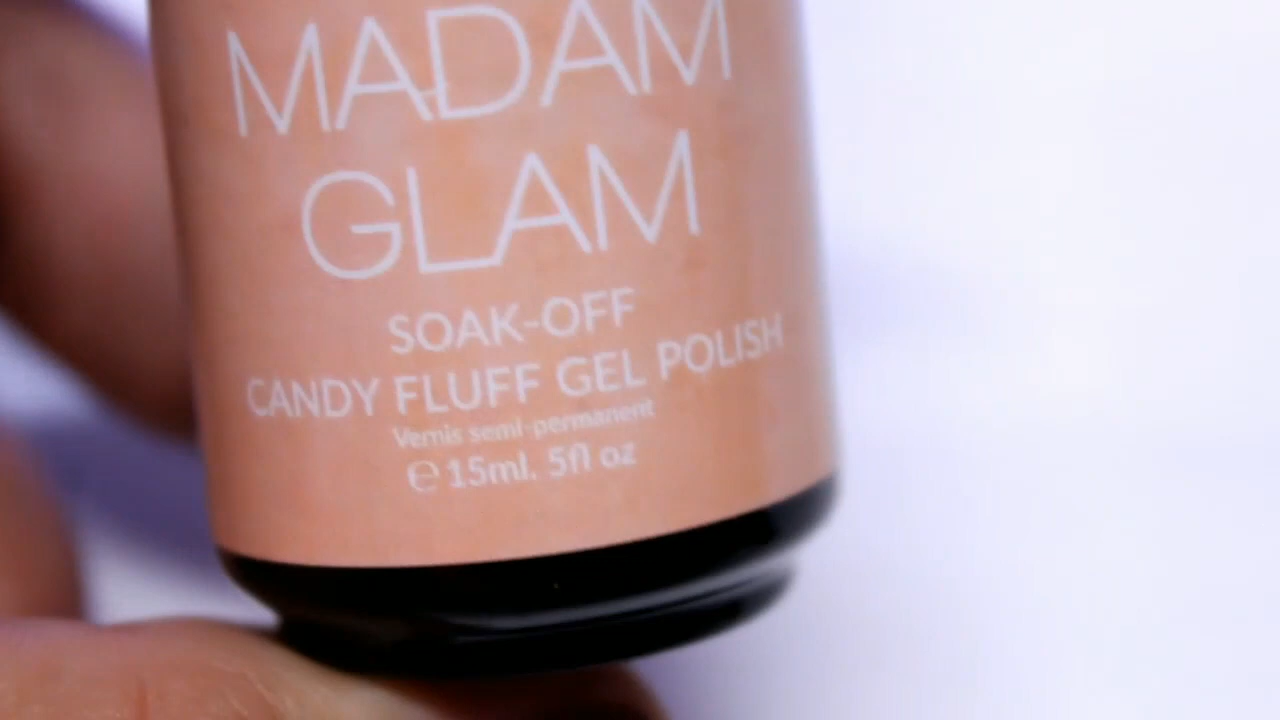 MADAM
GLAM
SOAK-OFF
CANDY FLUFF GEL POLISH
Vernis semi-permanent
℮ 15ml. 5fl oz